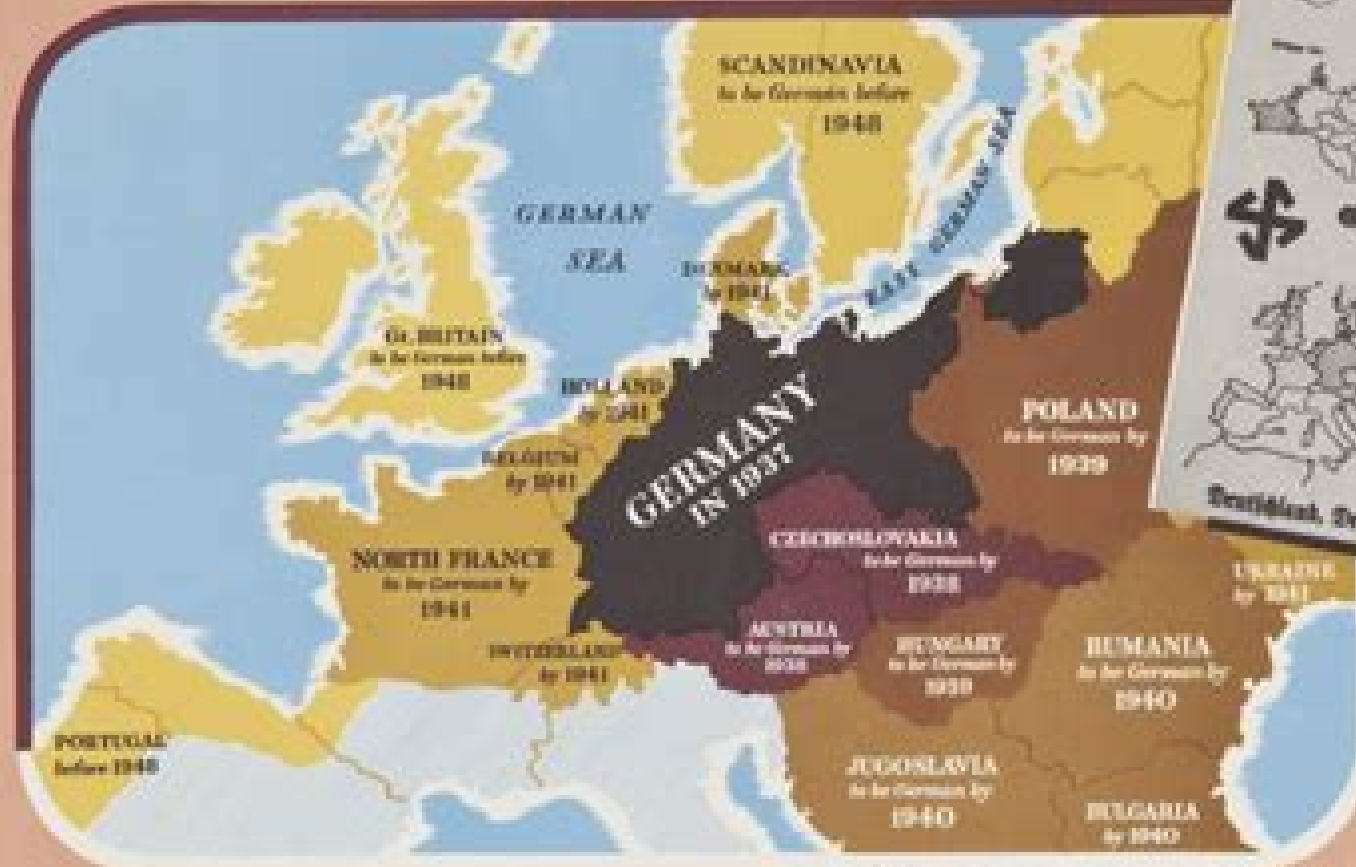 SCANDINAVIA
to be German before
1948
GERMAN
SEA
EAST GERMAN SEA
DENMARK
by 1941
Gt. BRITAIN
to be German before
1948
HOLLAND
by 1941
BELGIUM
by 1941
GERMANY
IN 1937
POLAND
to be German by
1939
CZECHOSLOVAKIA
to be German by
1938
NORTH FRANCE
to be German by
1941
SWITZERLAND
by 1941
AUSTRIA
to be German by
1938
HUNGARY
to be German by
1939
RUMANIA
to be German by
1940
UKRAINE
by 1941
PORTUGAL
before 1948
JUGOSLAVIA
to be German by
1940
BULGARIA
by 1940
Deutschland, De